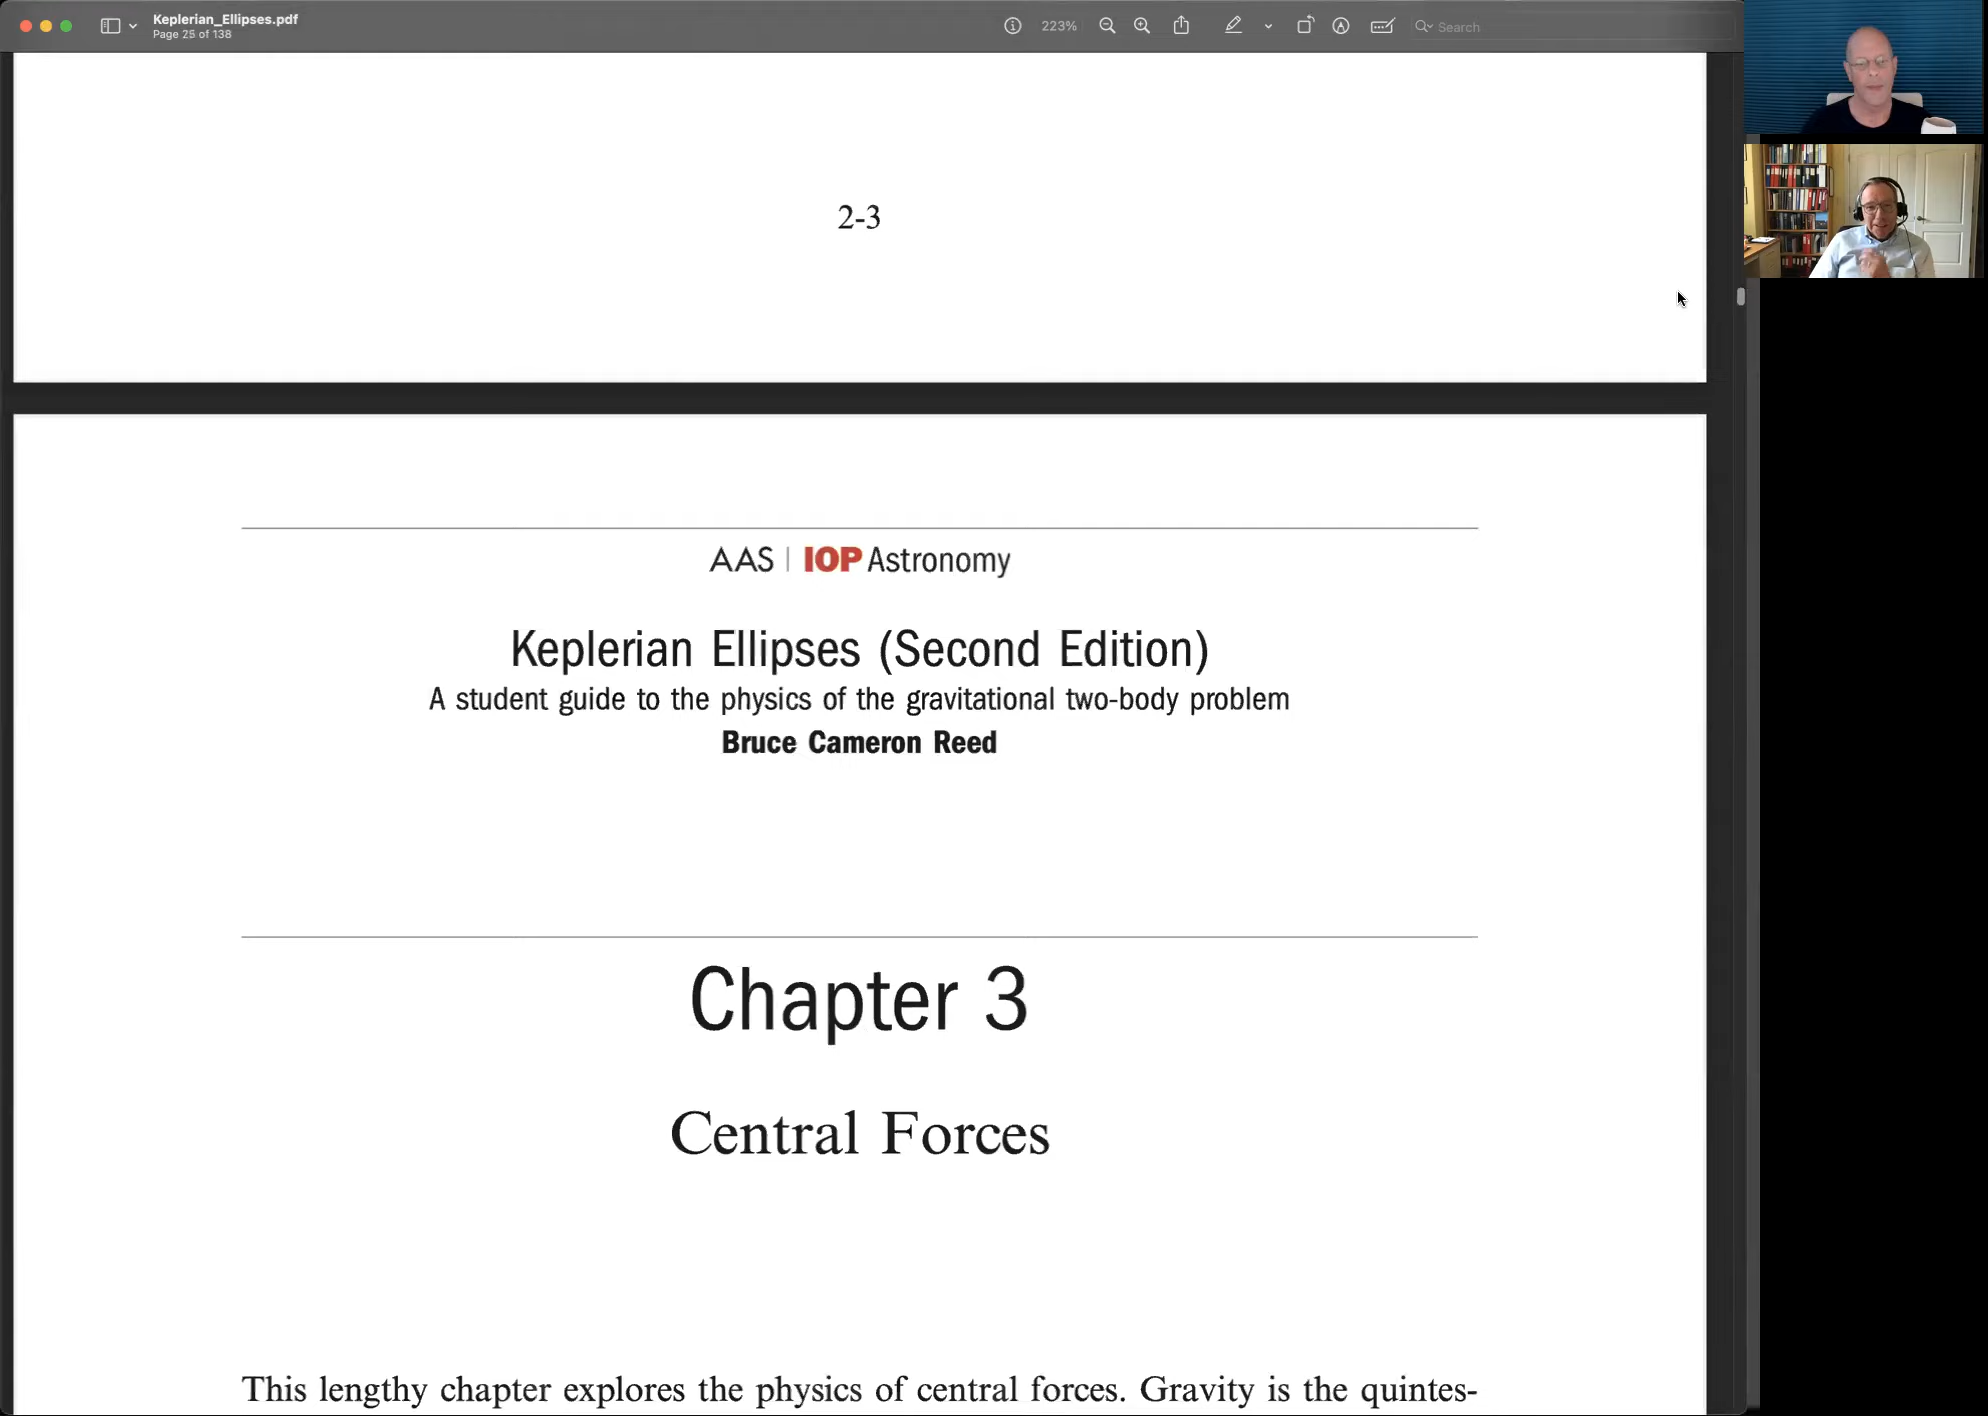 Keplerian_Ellipses.pdf
Page 25 of 138
223%
Search
2-3
AAS | IOP Astronomy
Keplerian Ellipses (Second Edition)
A student guide to the physics of the gravitational two-body problem
Bruce Cameron Reed
Chapter 3
Central Forces
This lengthy chapter explores the physics of central forces. Gravity is the quintes-